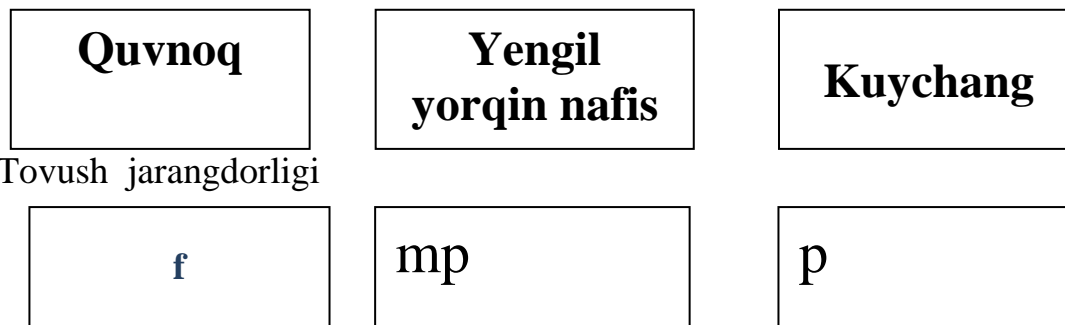 Quvnoq
Yengil
yorqin nafis
Kuychang
Tovush jarangdorligi
f
mp
p